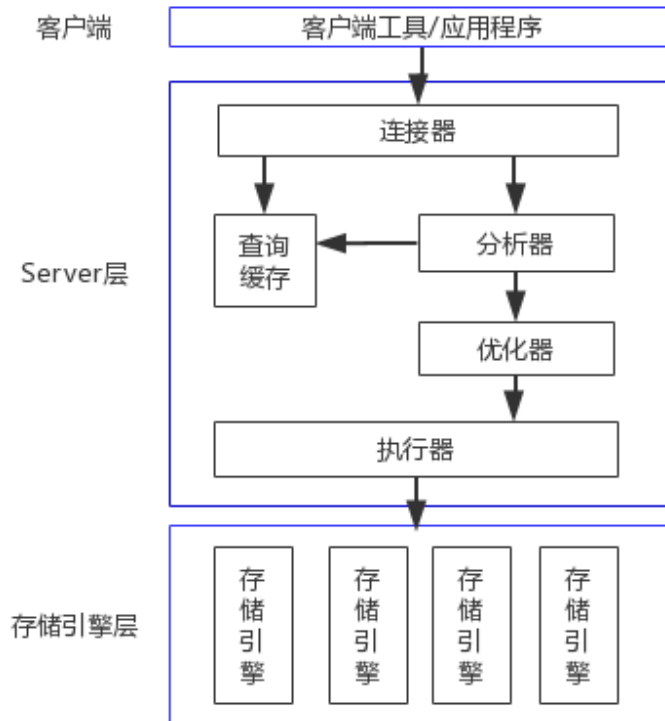 客户端
客户端工具/应用程序
连接器
查询
缓存
分析器
Server层
优化器
执行器
存储引擎层
存
储
引
擎
存
储
引
擎
存
储
引
擎
存
储
引
擎